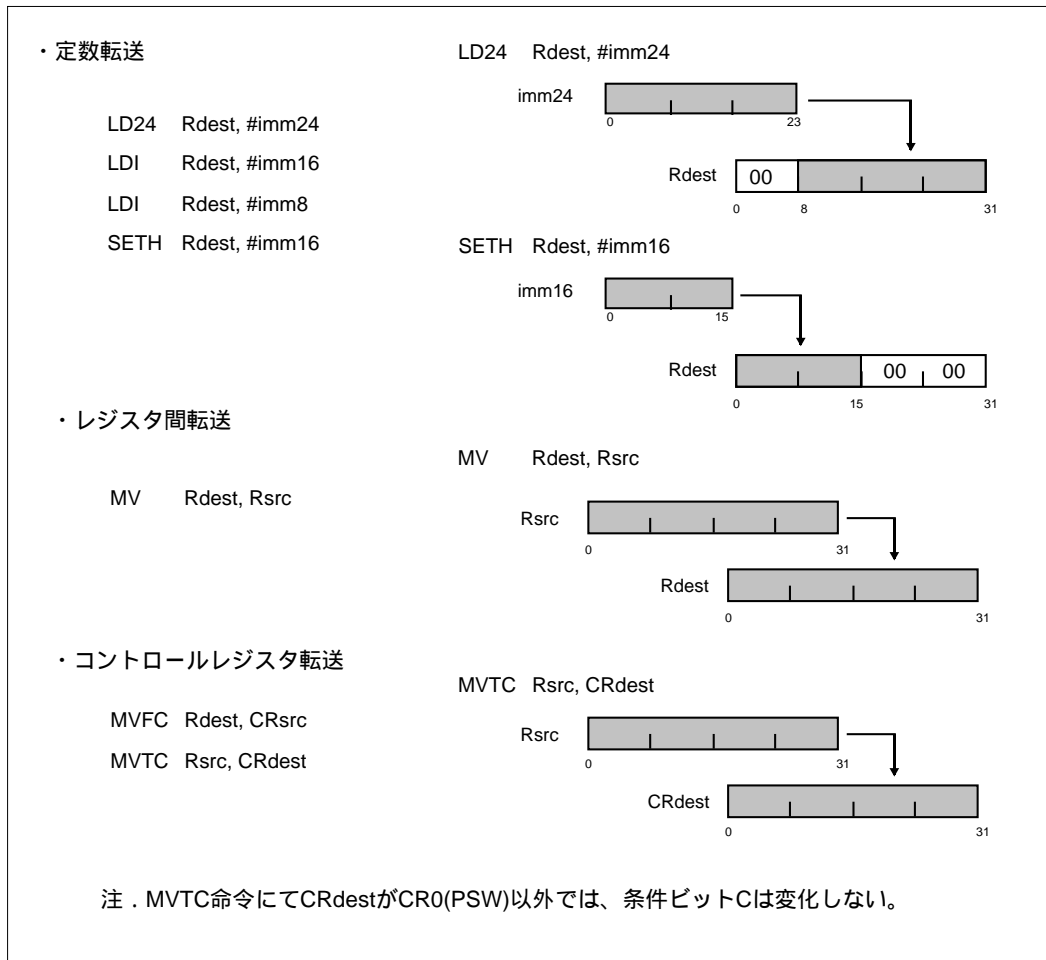 ・定数転送
LD24 Rdest, #imm24
LDI Rdest, #imm16
LDI Rdest, #imm8
SETH Rdest, #imm16
LD24 Rdest, #imm24
imm24
0 23
Rdest 00
0 8 31
SETH Rdest, #imm16
imm16
0 15
Rdest 00 00
0 15 31
・レジスタ間転送
MV Rdest, Rsrc
MV Rdest, Rsrc
Rsrc
0 31
Rdest
0 31
・コントロールレジスタ転送
MVFC Rdest, CRsrc
MVTC Rsrc, CRdest
MVTC Rsrc, CRdest
Rsrc
0 31
CRdest
0 31
注．MVTC命令にてCRdestがCR0(PSW)以外では、条件ビットCは変化しない。